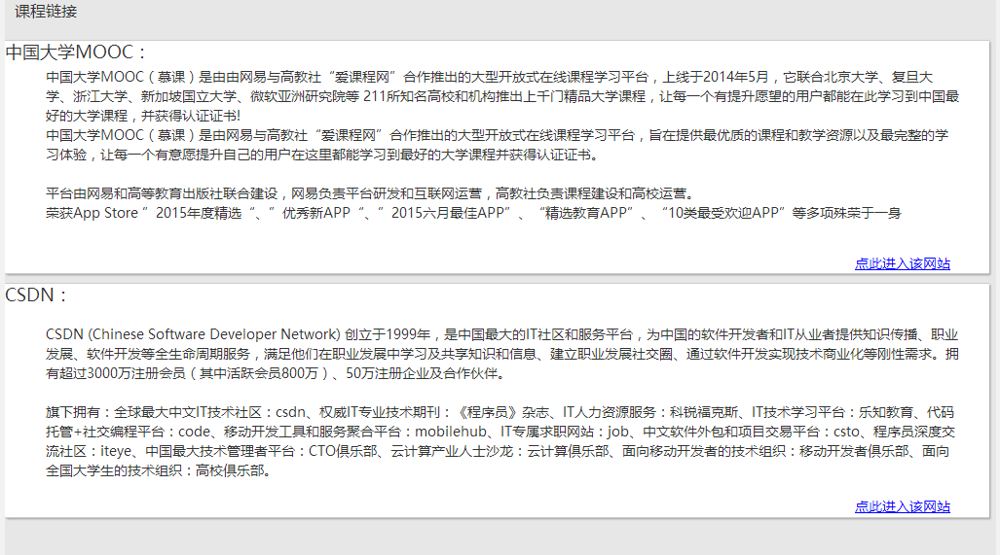 课程链接
中国大学MOOC：
中国大学MOOC（慕课）是由由网易与高教社“爱课程网”合作推出的大型开放式在线课程学习平台，上线于2014年5月，它联合北京大学、复旦大
学、浙江大学、新加坡国立大学、微软亚洲研究院等 211所知名高校和机构推出上千门精品大学课程，让每一个有提升愿望的用户都能在此学习到中国最
好的大学课程，并获得认证证书!
中国大学MOOC（慕课）是由网易与高教社“爱课程网”合作推出的大型开放式在线课程学习平台，旨在提供最优质的课程和教学资源以及最完整的学
习体验，让每一个有意愿提升自己的用户在这里都能学习到最好的大学课程并获得认证证书。
平台由网易和高等教育出版社联合建设，网易负责平台研发和互联网运营，高教社负责课程建设和高校运营。
荣获App Store ”2015年度精选“、”优秀新APP“、”2015六月最佳APP”、“精选教育APP”、“10类最受欢迎APP”等多项殊荣于一身
点此进入该网站
CSDN：
CSDN (Chinese Software Developer Network) 创立于1999年，是中国最大的IT社区和服务平台，为中国的软件开发者和IT从业者提供知识传播、职业
发展、软件开发等全生命周期服务，满足他们在职业发展中学习及共享知识和信息、建立职业发展社交圈、通过软件开发实现技术商业化等刚性需求。拥
有超过3000万注册会员（其中活跃会员800万）、50万注册企业及合作伙伴。
旗下拥有：全球最大中文IT技术社区：csdn、权威IT专业技术期刊：《程序员》杂志、IT人力资源服务：科锐福克斯、IT技术学习平台：乐知教育、代码
托管+社交编程平台：code、移动开发工具和服务聚合平台：mobilehub、IT专属求职网站：job、中文软件外包和项目交易平台：csto、程序员深度交
流社区：iteye、中国最大技术管理者平台：CTO俱乐部、云计算产业人士沙龙：云计算俱乐部、面向移动开发者的技术组织：移动开发者俱乐部、面向
全国大学生的技术组织：高校俱乐部。
点此进入该网站